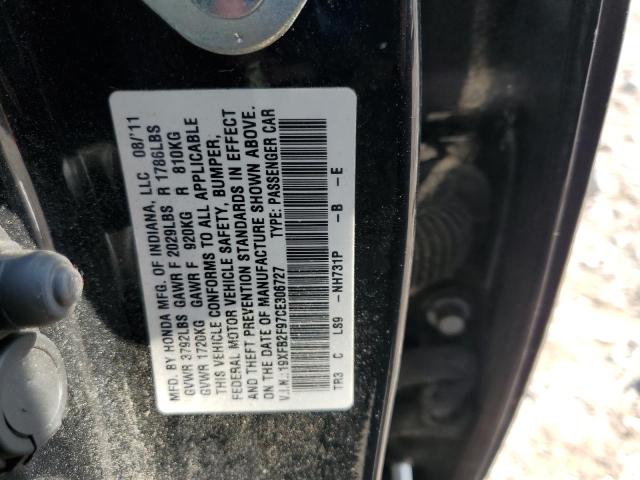 MFD. BY HONDA MFG. OF INDIANA, LLC 08/'11
GVWR 3792LBS GAWR F 2029LBS R 1786LBS
GVWR 1720KG GAWR F 920KG R 810KG
THIS VEHICLE CONFORMS TO ALL APPLICABLE
FEDERAL MOTOR VEHICLE SAFETY, BUMPER,
AND THEFT PREVENTION STANDARDS IN EFFECT
ON THE DATE OF MANUFACTURE SHOWN ABOVE.
V.I.N.: 19XFB2F97CE306727 TYPE: PASSENGER CAR
TR3 C LS9 -NH731P -B -E